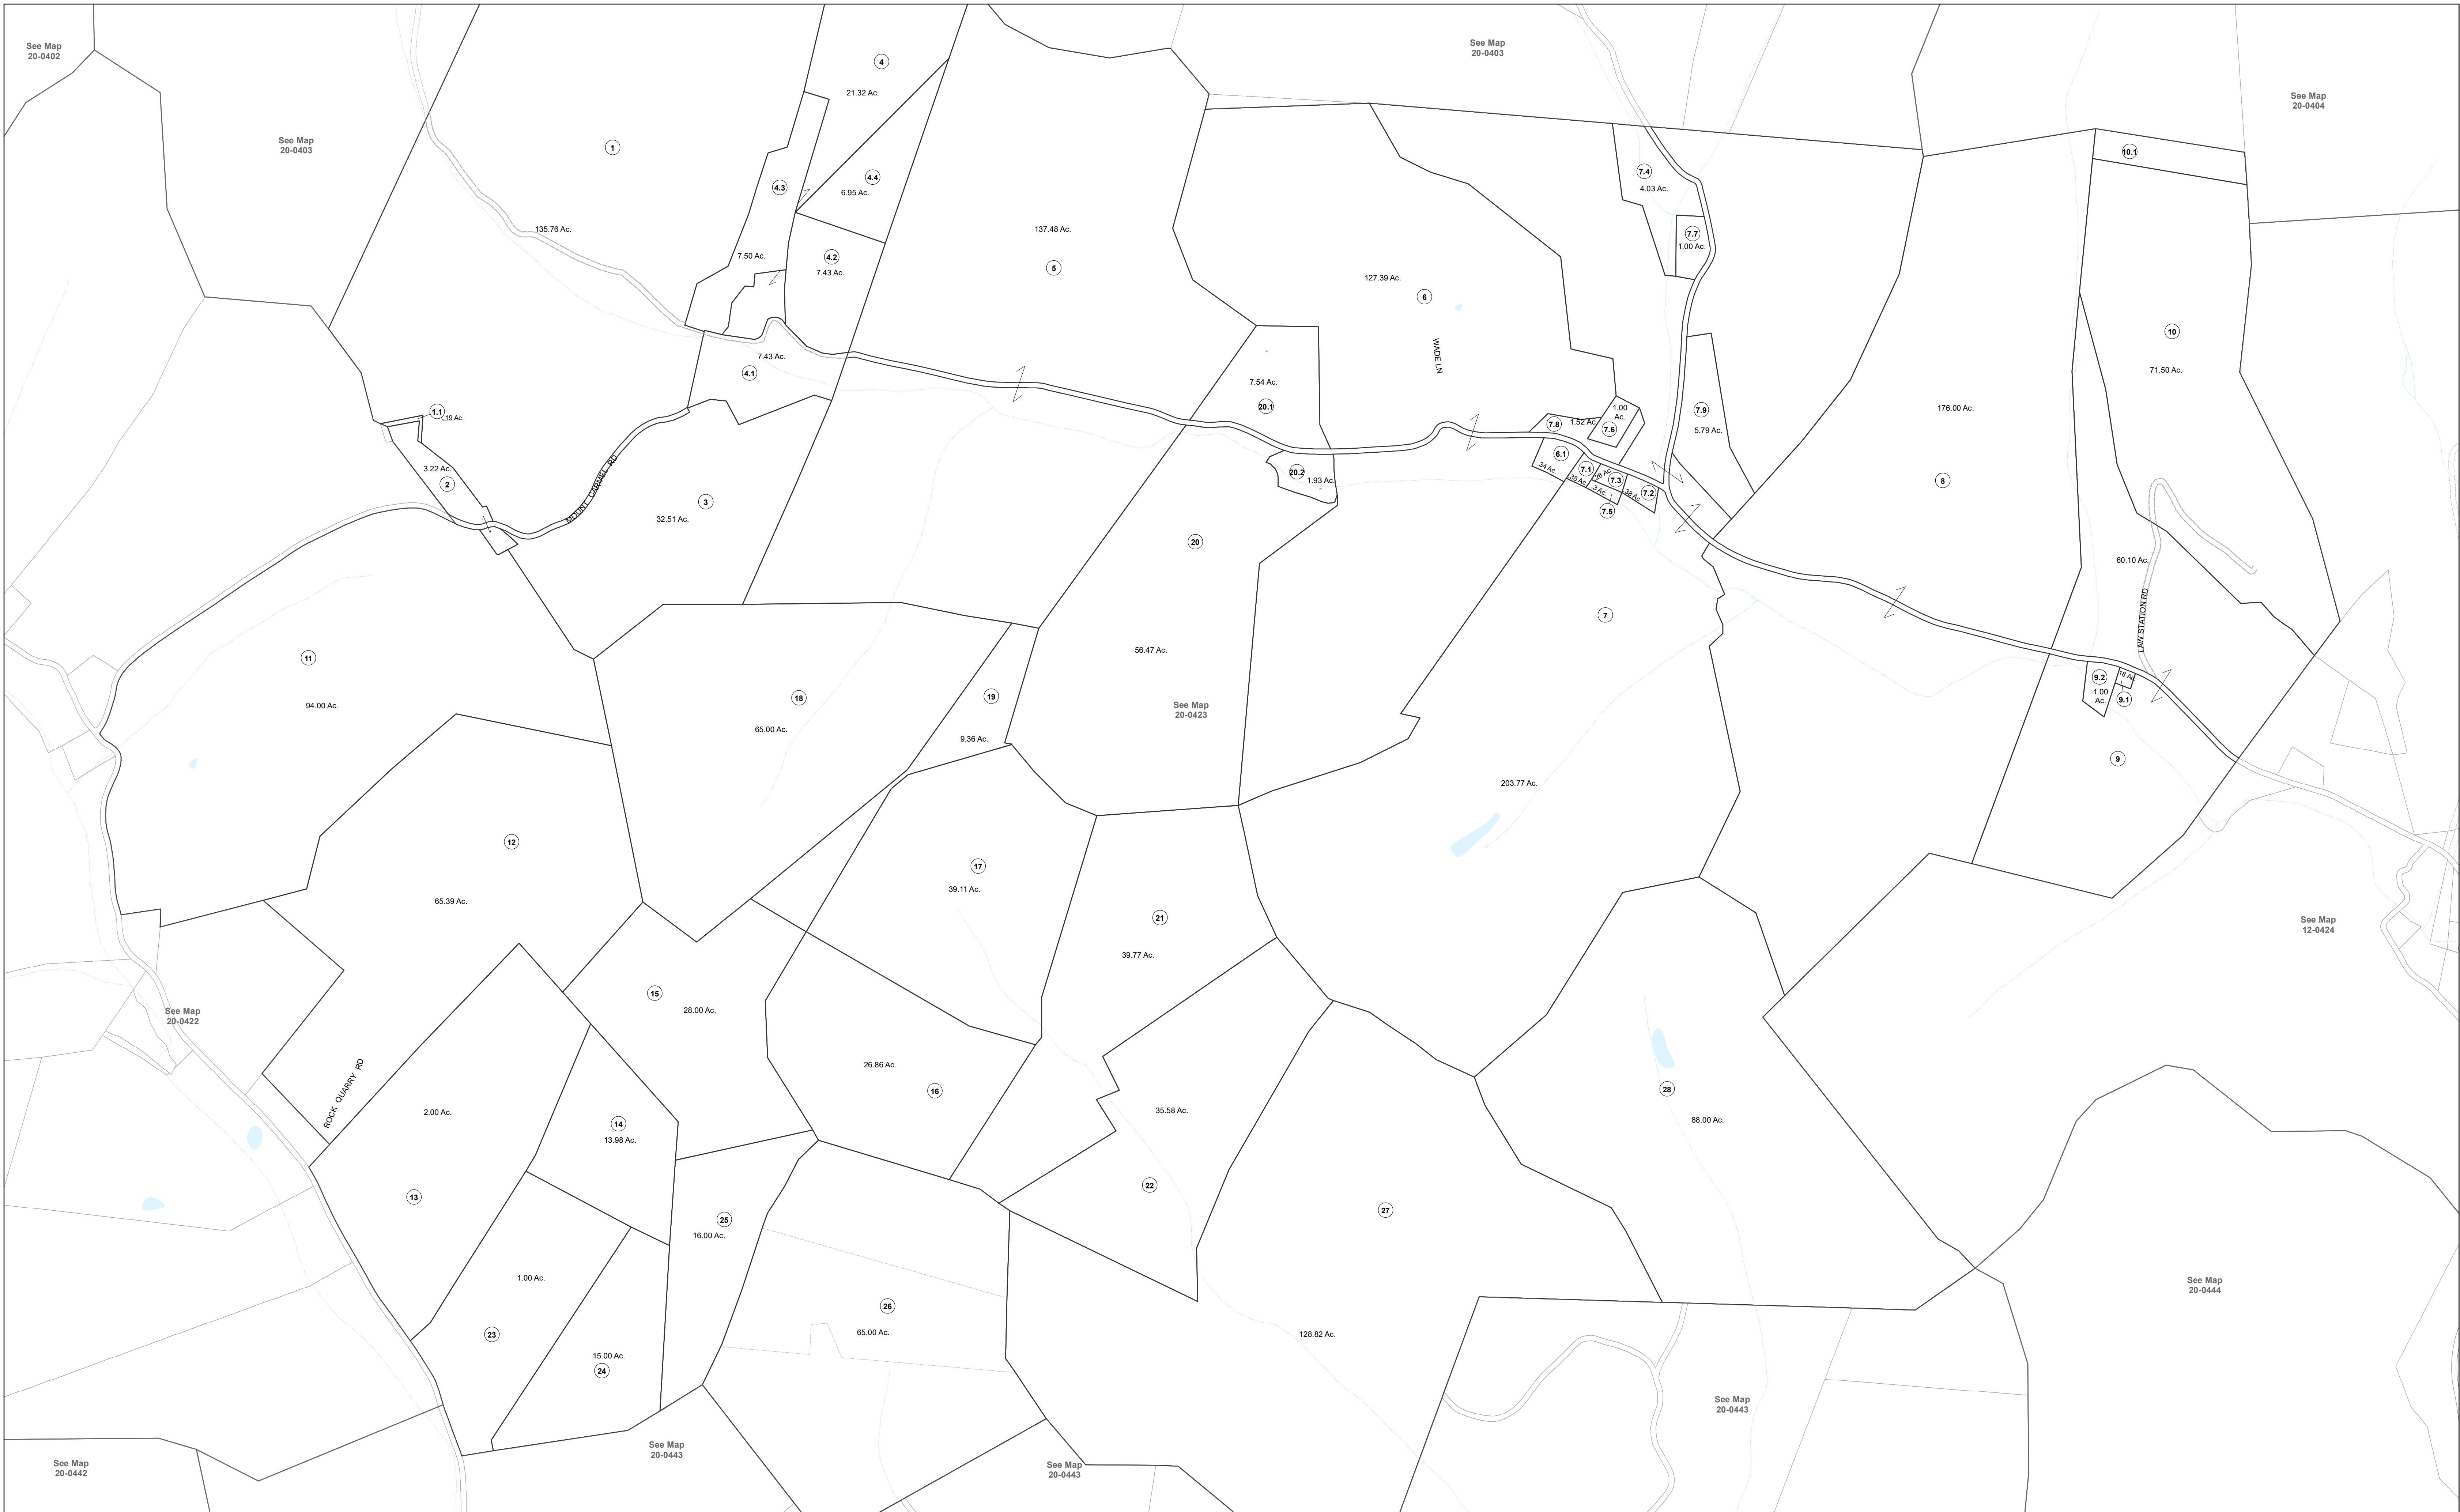 See Map
20-0402
See Map
20-0403
See Map
20-0403
See Map
20-0404
4
21.32 Ac.
1
135.76 Ac.
4.3
7.50 Ac.
4.4
6.95 Ac.
4.2
7.43 Ac.
137.48 Ac.
5
127.39 Ac.
6
WADE LN
7.4
4.03 Ac.
7.7
1.00 Ac.
10.1
10
71.50 Ac.
7.43 Ac.
4.1
7.54 Ac.
20.1
1.1
.19 Ac.
3.22 Ac.
2
MOUNT CARMEL RD
3
32.51 Ac.
20.2
1.93 Ac.
7.8
1.52 Ac.
1.00
Ac.
7.6
7.9
5.79 Ac.
6.1
.34 Ac.
7.1
.38 Ac.
.26 Ac.
7.3
.3 Ac.
7.5
.38 Ac.
7.2
176.00 Ac.
8
20
56.47 Ac.
See Map
20-0423
7
203.77 Ac.
60.10 Ac.
LAW STATION RD
9.2
1.00
Ac.
.18 Ac.
9.1
9
11
94.00 Ac.
18
65.00 Ac.
19
9.36 Ac.
12
65.39 Ac.
17
39.11 Ac.
21
39.77 Ac.
See Map
12-0424
See Map
20-0422
15
28.00 Ac.
26.86 Ac.
16
ROCK QUARRY RD
2.00 Ac.
13
14
13.98 Ac.
35.58 Ac.
22
28
88.00 Ac.
27
128.82 Ac.
25
16.00 Ac.
1.00 Ac.
23
15.00 Ac.
24
26
65.00 Ac.
See Map
20-0444
See Map
20-0443
See Map
20-0442
See Map
20-0443
See Map
20-0443